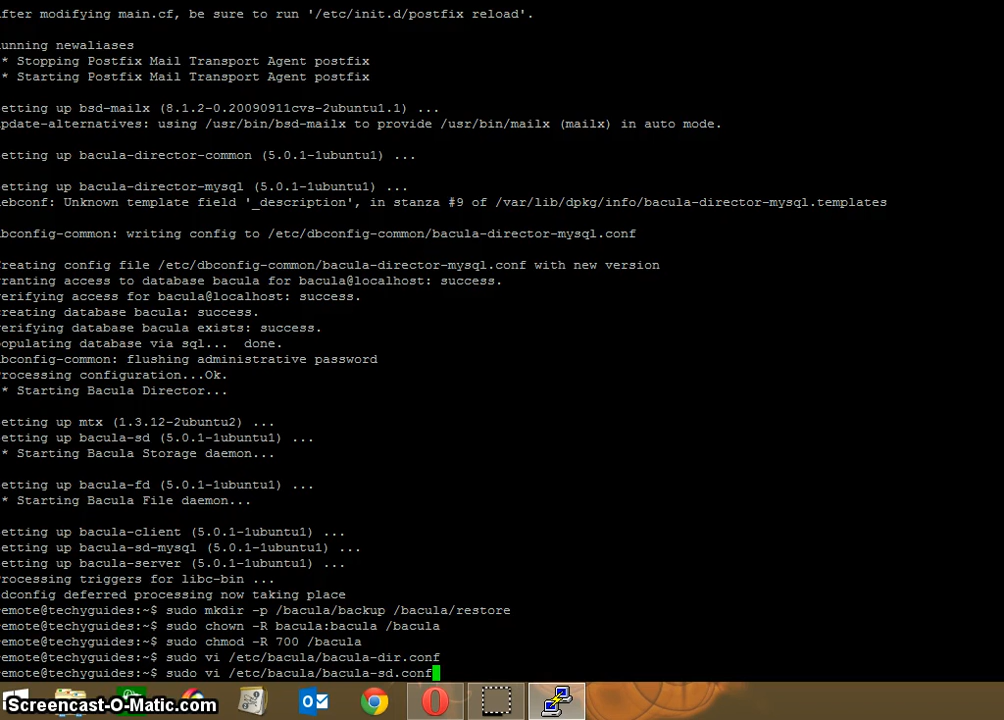 After modifying main.cf, be sure to run '/etc/init.d/postfix reload'.
unning newaliases
* Stopping Postfix Mail Transport Agent postfix
* Starting Postfix Mail Transport Agent postfix
etting up bsd-mailx (8.1.2-0.20090911cvs-2ubuntu1.1) ...
update-alternatives: using /usr/bin/bsd-mailx to provide /usr/bin/mailx (mailx) in auto mode.
etting up bacula-director-common (5.0.1-1ubuntu1) ...
etting up bacula-director-mysql (5.0.1-1ubuntu1) ...
ebconf: Unknown template field '_description', in stanza #9 of /var/lib/dpkg/info/bacula-director-mysql.templates
bconfig-common: writing config to /etc/dbconfig-common/bacula-director-mysql.conf
Creating config file /etc/dbconfig-common/bacula-director-mysql.conf with new version
ranting access to database bacula for bacula@localhost: success.
verifying access for bacula@localhost: success.
creating database bacula: success.
verifying database bacula exists: success.
populating database via sql...  done.
bconfig-common: flushing administrative password
rocessing configuration...Ok.
* Starting Bacula Director...
etting up mtx (1.3.12-2ubuntu2) ...
etting up bacula-sd (5.0.1-1ubuntu1) ...
* Starting Bacula Storage daemon...
etting up bacula-fd (5.0.1-1ubuntu1) ...
* Starting Bacula File daemon...
etting up bacula-client (5.0.1-1ubuntu1) ...
etting up bacula-sd-mysql (5.0.1-1ubuntu1) ...
etting up bacula-server (5.0.1-1ubuntu1) ...
rocessing triggers for libc-bin ...
dconfig deferred processing now taking place
remote@techyguides:~$ sudo mkdir -p /bacula/backup /bacula/restore
remote@techyguides:~$ sudo chown -R bacula:bacula /bacula
remote@techyguides:~$ sudo chmod -R 700 /bacula
remote@techyguides:~$ sudo vi /etc/bacula/bacula-dir.conf
remote@techyguides:~$ sudo vi /etc/bacula/bacula-sd.conf
Screencast-O-Matic.com